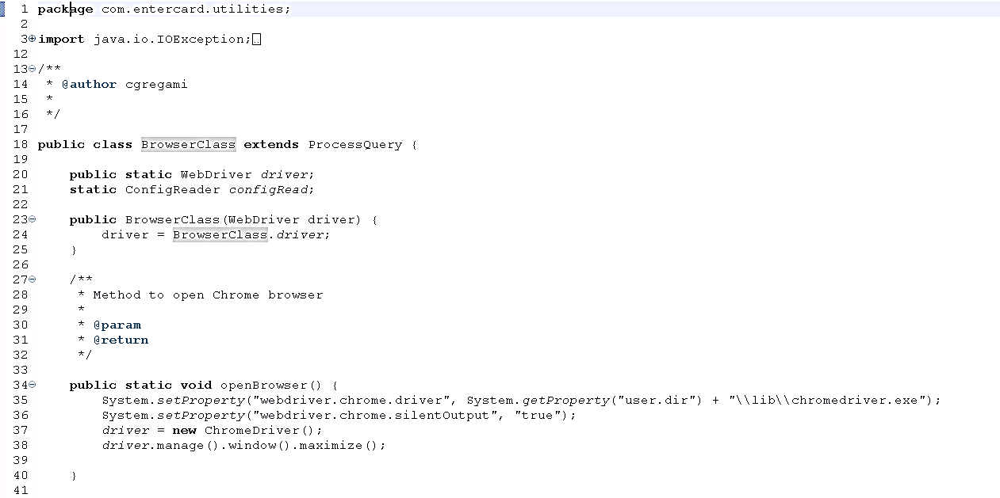 1 package com.entercard.utilities;
2
3 import java.io.IOException;
12
13 /**
14  * @author cgregami
15  *
16  */
17
18 public class BrowserClass extends ProcessQuery {
19
20     public static WebDriver driver;
21     static ConfigReader configRead;
22
23     public BrowserClass(WebDriver driver) {
24         driver = BrowserClass.driver;
25     }
26
27     /**
28      * Method to open Chrome browser
29      *
30      * @param
31      * @return
32      */
33
34     public static void openBrowser() {
35         System.setProperty("webdriver.chrome.driver", System.getProperty("user.dir") + "\\lib\\chromedriver.exe");
36         System.setProperty("webdriver.chrome.silentOutput", "true");
37         driver = new ChromeDriver();
38         driver.manage().window().maximize();
39
40     }
41